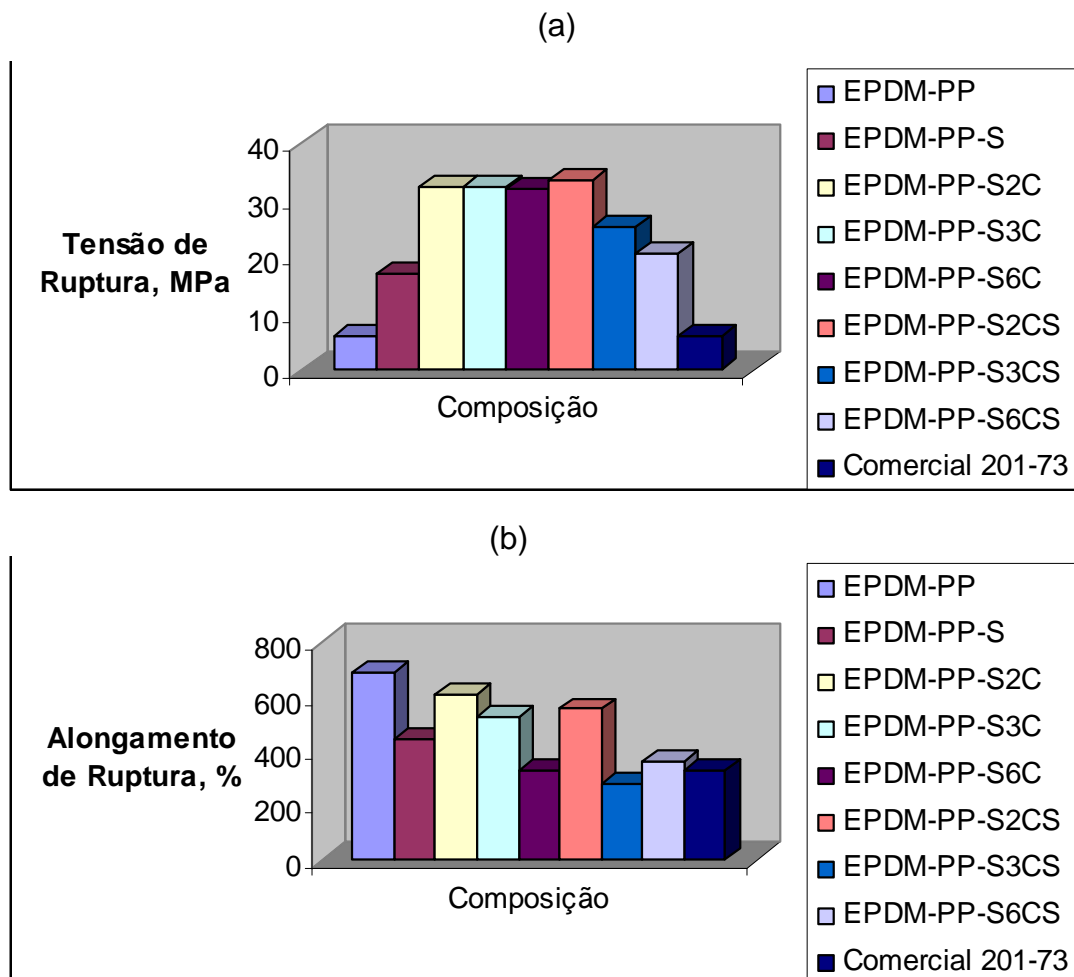 (a)
Tensão de
Ruptura, MPa
40
30
20
10
0
Composição
EPDM-PP
EPDM-PP-S
EPDM-PP-S2C
EPDM-PP-S3C
EPDM-PP-S6C
EPDM-PP-S2CS
EPDM-PP-S3CS
EPDM-PP-S6CS
Comercial 201-73
(b)
Alongamento
de Ruptura, %
800
600
400
200
0
Composição
EPDM-PP
EPDM-PP-S
EPDM-PP-S2C
EPDM-PP-S3C
EPDM-PP-S6C
EPDM-PP-S2CS
EPDM-PP-S3CS
EPDM-PP-S6CS
Comercial 201-73